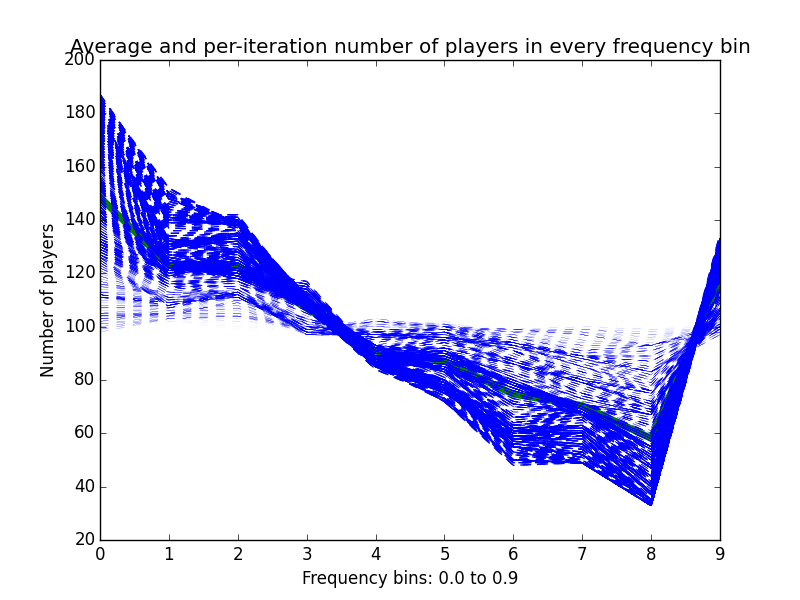 Average and per-iteration number of players in every frequency bin
200
180
160
140
120
100
80
60
40
20
Number of players
0 1 2 3 4 5 6 7 8 9
Frequency bins: 0.0 to 0.9